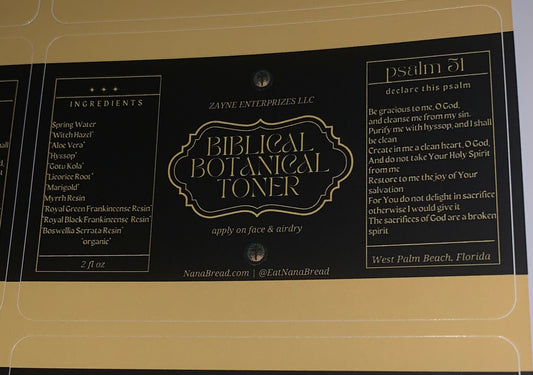 INGREDIENTS
Spring Water
"Witch Hazel"
"Aloe Vera"
"Hyssop"
"Gotu Kola"
"Licorice Root"
"Marigold"
Myrrh Resin
"Royal Green Frankincense Resin"
"Royal Black Frankincense Resin"
"Boswellia Serrata Resin"
"organic"
2 fl oz
ZAYNE ENTERPRIZES LLC
BIBLICAL
BOTANICAL
TONER
apply on face & airdry
NanaBread.com | @EatNanaBread
psalm 51
declare this psalm
Be gracious to me, O God,
and cleanse me from my sin.
Purify me with hyssop, and I shall
be clean
Create in me a clean heart, O God,
And do not take Your Holy Spirit
from me
Restore to me the joy of Your
salvation
For You do not delight in sacrifice
otherwise I would give it
The sacrifices of God are a broken
spirit
West Palm Beach, Florida